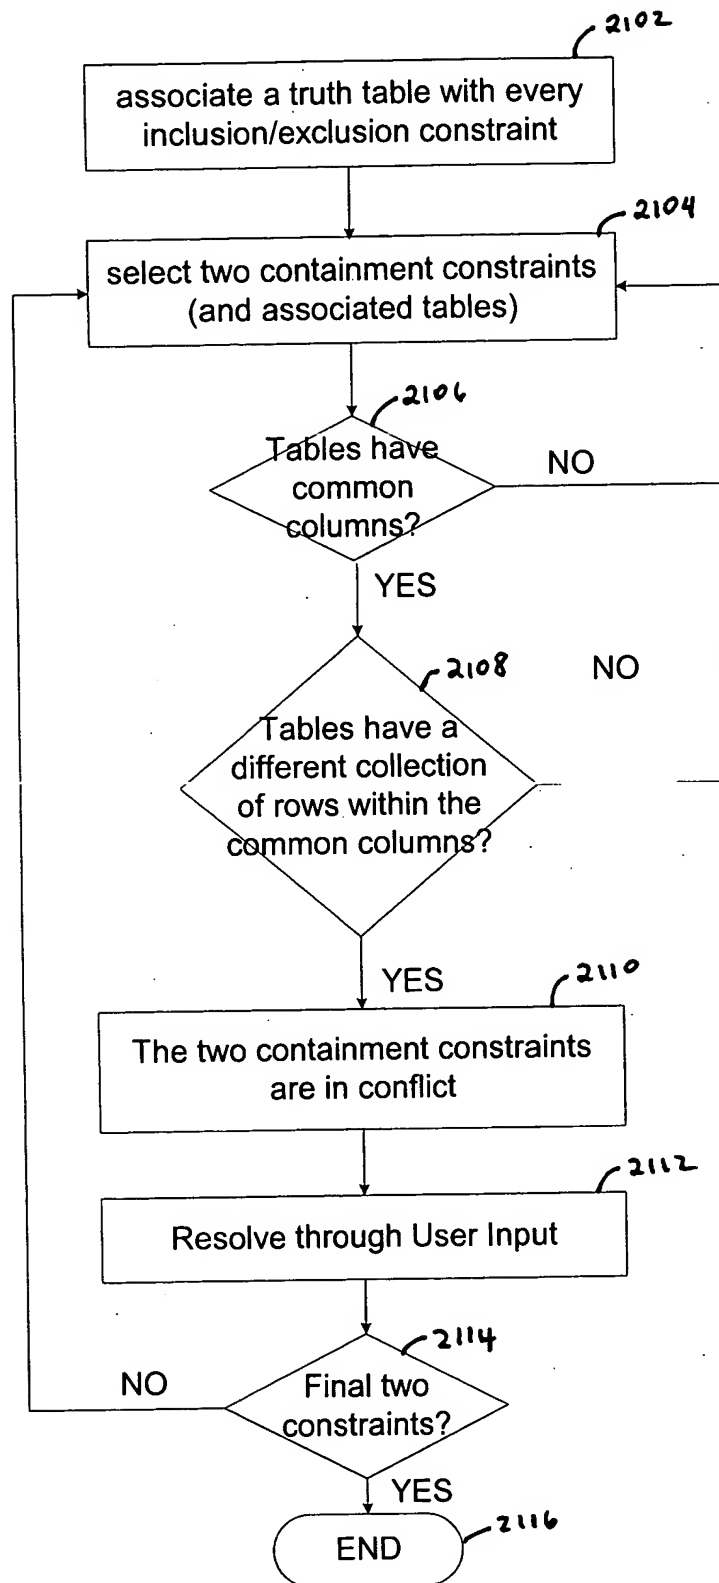 2102
associate a truth table with every
inclusion/exclusion constraint
2104
select two containment constraints
(and associated tables)
2106
Tables have
common
columns?
NO
YES
2108
NO
Tables have a
different collection
of rows within the
common columns?
YES
2110
The two containment constraints
are in conflict
2112
Resolve through User Input
2114
NO
Final two
constraints?
YES
2116
END